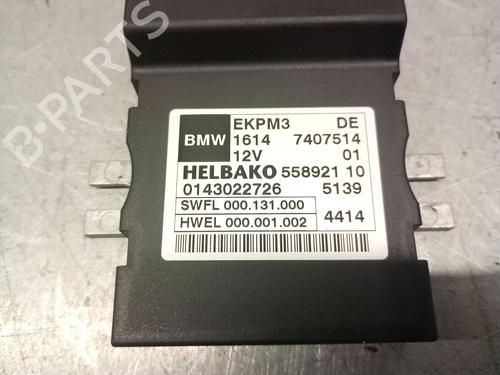 B-PARTS
EKPM3 DE
BMW 1614 7407514
12V 01
HELBAKO 558921 10
0143022726 5139
SWFL 000.131.000
HWEL 000.001.002 4414